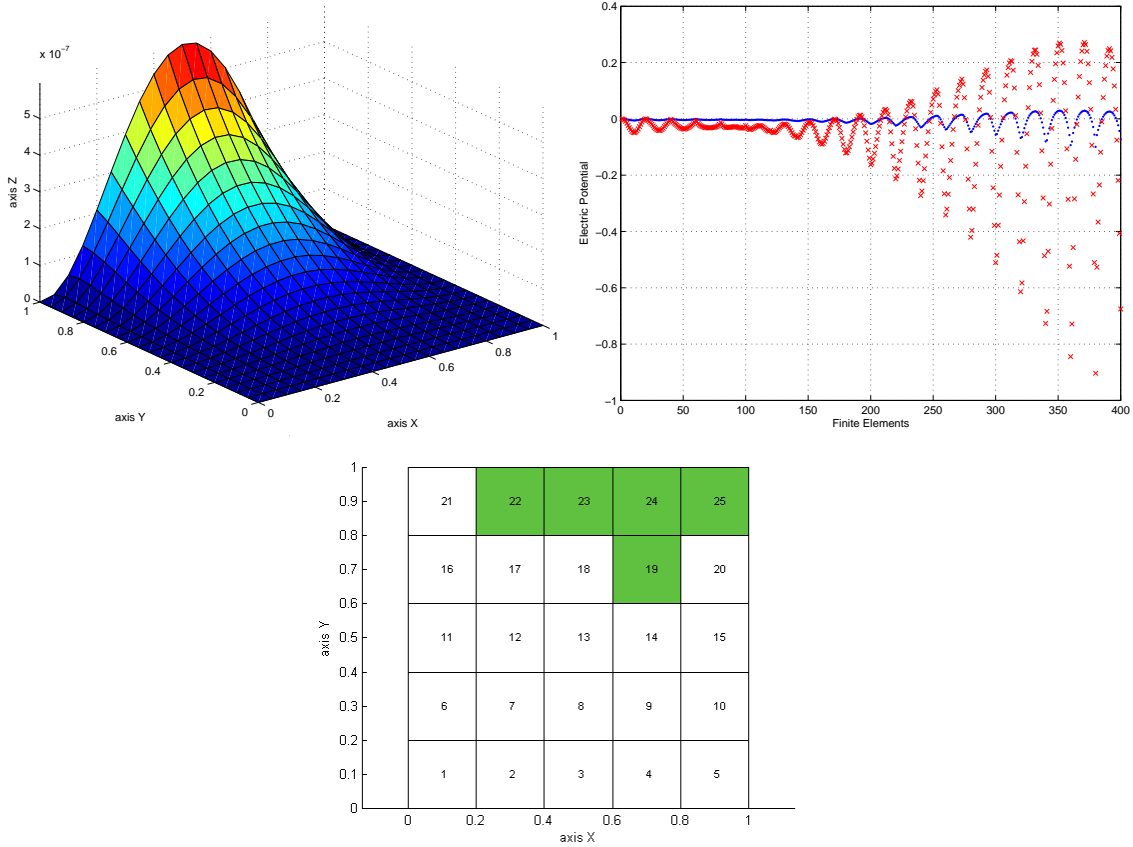 x 10⁻⁷
5
4
3
2
1
0
axis Z
1
0.8
0.6
0.4
0.2
0
axis Y
0
0.2
0.4
0.6
0.8
1
axis X
0.4
0.2
0
−0.2
−0.4
−0.6
−0.8
−1
Electric Potential
0 50 100 150 200 250 300 350 400
Finite Elements
1
0.9
0.8
0.7
0.6
0.5
0.4
0.3
0.2
0.1
0
axis Y
21 22 23 24 25
16 17 18 19 20
11 12 13 14 15
6 7 8 9 10
1 2 3 4 5
0 0.2 0.4 0.6 0.8 1
axis X